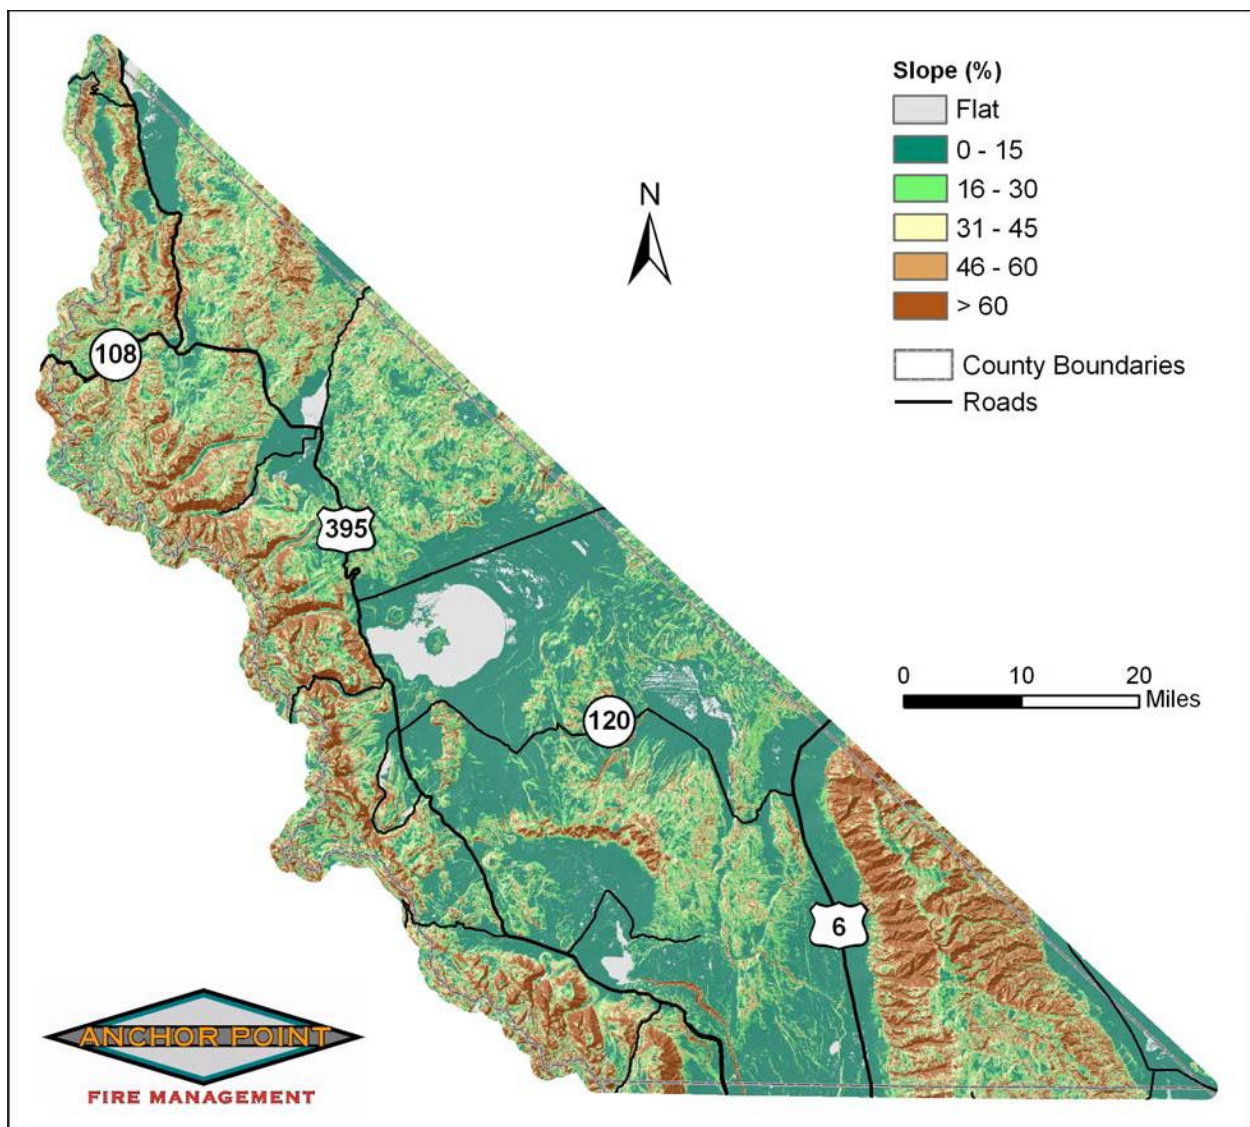 Slope (%)
Flat
0 - 15
16 - 30
31 - 45
46 - 60
> 60
County Boundaries
Roads
N
108
395
120
6
0 10 20
Miles
ANCHOR POINT
FIRE MANAGEMENT